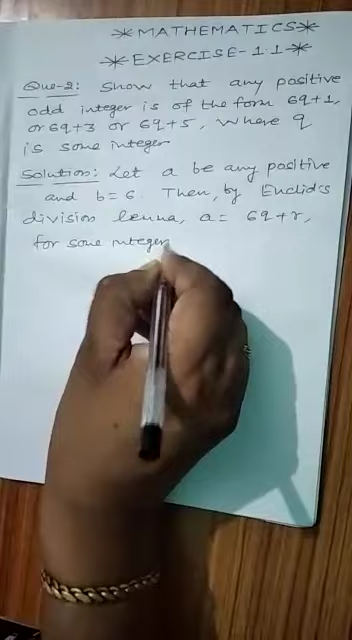 * MATHEMATICS *
* EXERCISE-1.1 *
Que-2: Show that any positive
odd integer is of the form 6q+1,
or 6q+3 or 6q+5, where q
is some integer
Solution: Let a be any positive
and b=6. Then, by Euclid's
division lemma, a= 6q+r,
for some integer